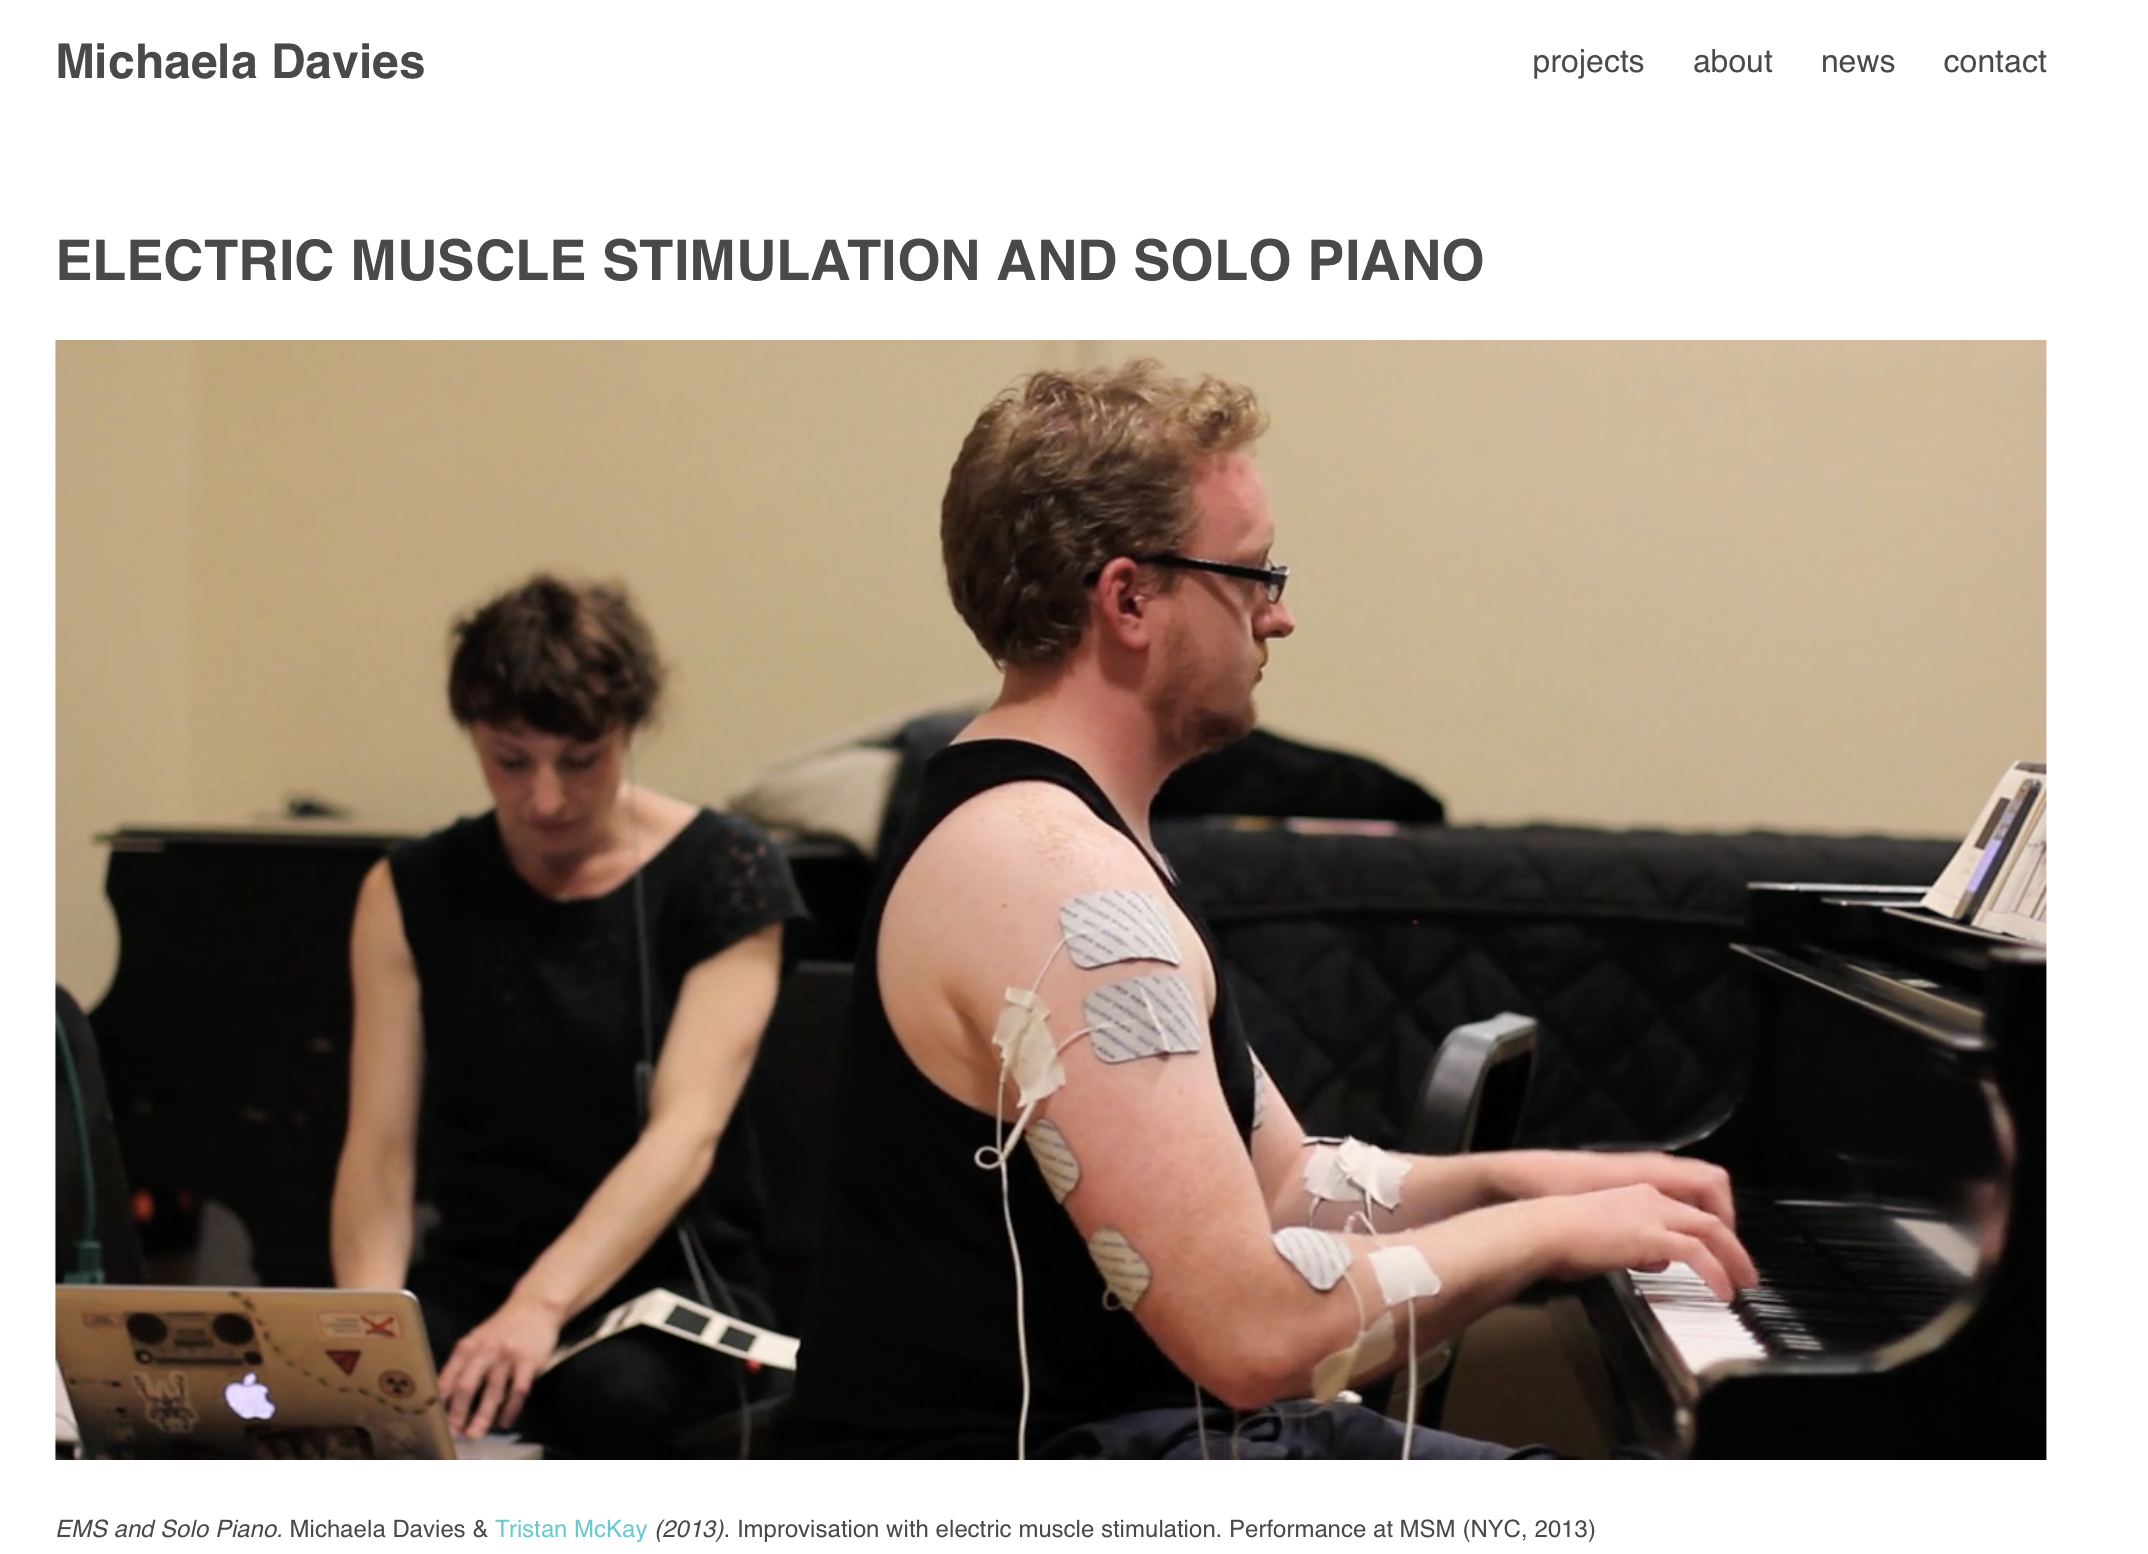 Michaela Davies
projects about news contact
ELECTRIC MUSCLE STIMULATION AND SOLO PIANO
EMS and Solo Piano. Michaela Davies & Tristan McKay (2013). Improvisation with electric muscle stimulation. Performance at MSM (NYC, 2013)